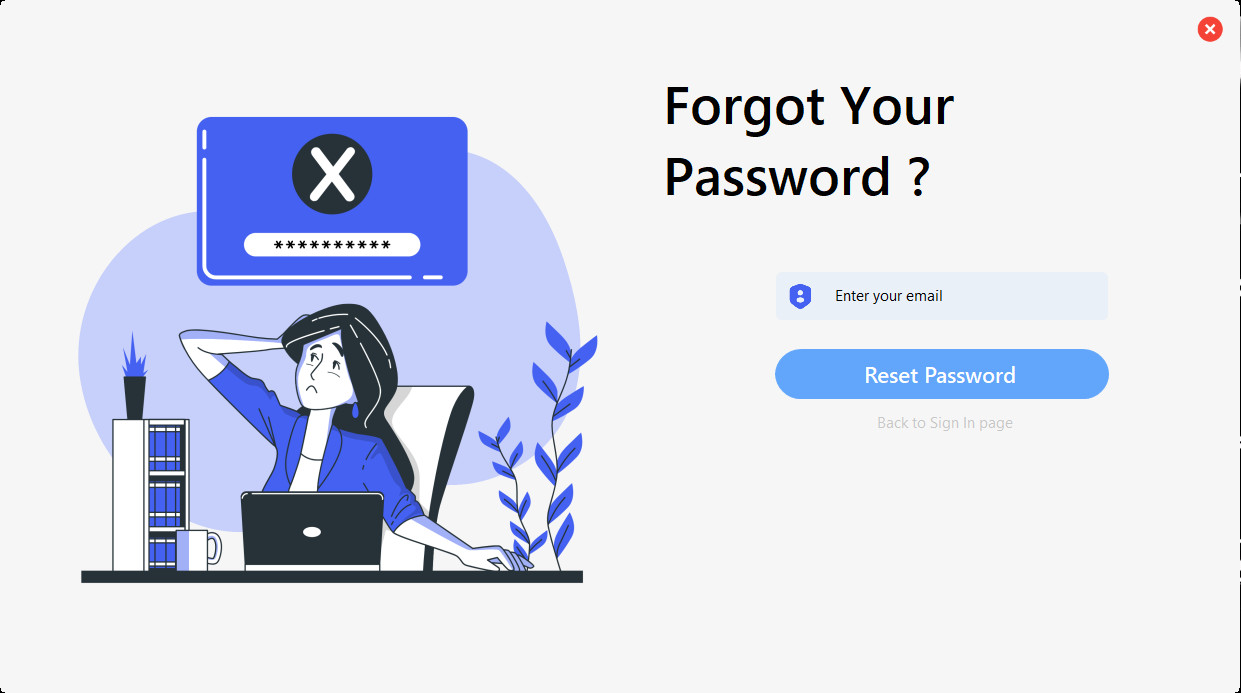 Forgot Your
Password ?
**********
Enter your email
Reset Password
Back to Sign In page